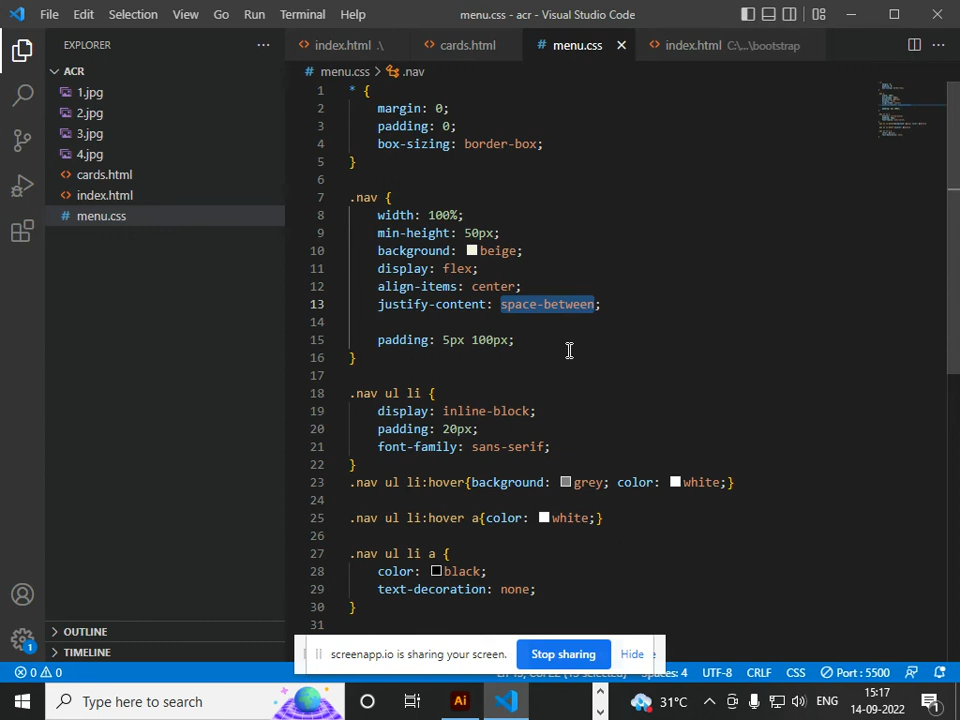 File Edit Selection View Go Run Terminal Help menu.css - acr - Visual Studio Code
EXPLORER
index.html .\ cards.html menu.css index.html C:\...\bootstrap
ACR
1.jpg
2.jpg
3.jpg
4.jpg
cards.html
index.html
menu.css
menu.css > .nav
1 * {
2 margin: 0;
3 padding: 0;
4 box-sizing: border-box;
5 }
6
7 .nav {
8 width: 100%;
9 min-height: 50px;
10 background: beige;
11 display: flex;
12 align-items: center;
13 justify-content: space-between;
14
15 padding: 5px 100px;
16 }
17
18 .nav ul li {
19 display: inline-block;
20 padding: 20px;
21 font-family: sans-serif;
22 }
23 .nav ul li:hover{background: grey; color: white;}
24
25 .nav ul li:hover a{color: white;}
26
27 .nav ul li a {
28 color: black;
29 text-decoration: none;
30 }
31
OUTLINE
TIMELINE
screenapp.io is sharing your screen. Stop sharing Hide
0 0 Spaces: 4 UTF-8 CRLF CSS Port : 5500
1
Type here to search Ai 31°C ENG 15:17
14-09-2022
1